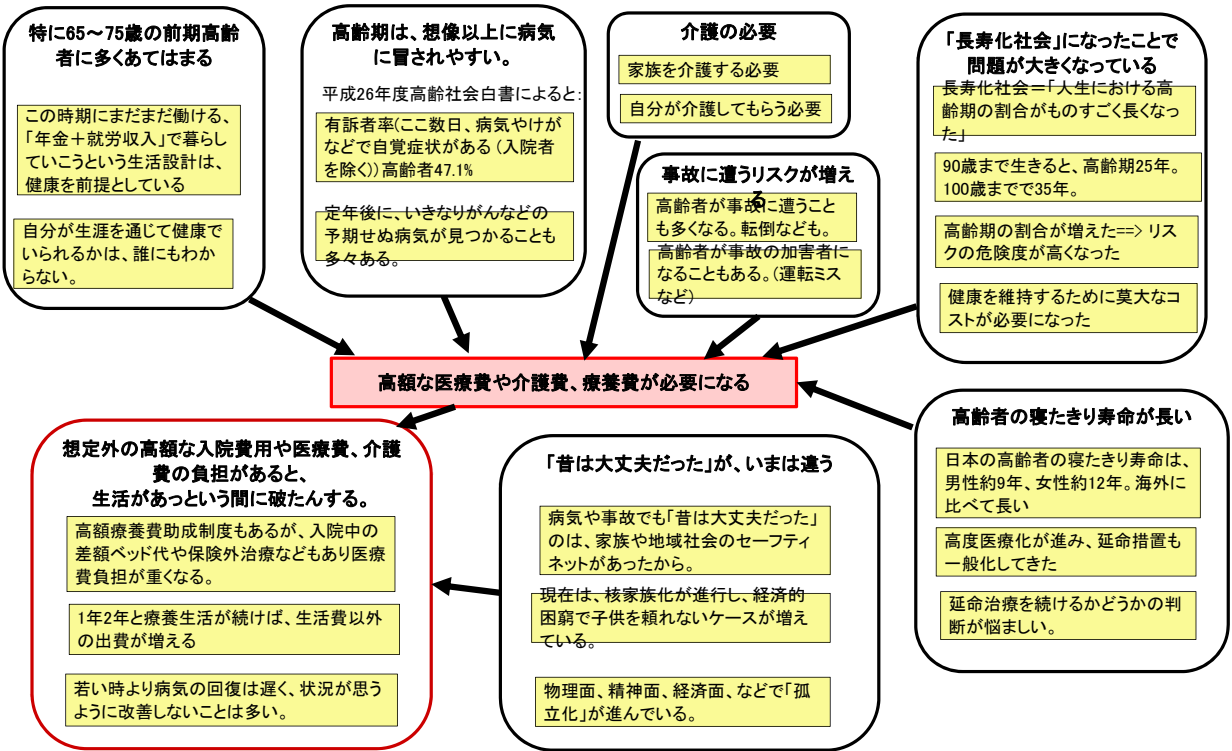 特に65～75歳の前期高齢
者に多くあてはまる
この時期にまだまだ働ける、
「年金＋就労収入」で暮らし
ていこうという生活設計は、
健康を前提としている
自分が生涯を通じて健康で
いられるかは、誰にもわか
らない。
高齢期は、想像以上に病気
に冒されやすい。
平成26年度高齢社会白書によると:
有訴者率(ここ数日、病気やけが
などで自覚症状がある（入院者
を除く))高齢者47.1%
定年後に、いきなりがんなどの
予期せぬ病気が見つかることも
多々ある。
介護の必要
家族を介護する必要
自分が介護してもらう必要
事故に遭うリスクが増え
る
高齢者が事故に遭うこと
も多くなる。転倒なども。
高齢者が事故の加害者に
なることもある。(運転ミス
など)
「長寿化社会」になったことで
問題が大きくなっている
長寿化社会＝「人生における高
齢期の割合がものすごく長くなっ
た」
90歳まで生きると、高齢期25年。
100歳までで35年。
高齢期の割合が増えた==> リス
クの危険度が高くなった
健康を維持するために莫大なコ
ストが必要になった
高額な医療費や介護費、療養費が必要になる
想定外の高額な入院費用や医療費、介護
費の負担があると、
生活があっという間に破たんする。
高額療養費助成制度もあるが、入院中の
差額ベッド代や保険外治療などもあり医療
費負担が重くなる。
1年2年と療養生活が続けば、生活費以外
の出費が増える
若い時より病気の回復は遅く、状況が思う
ように改善しないことは多い。
「昔は大丈夫だった」が、いまは違う
病気や事故でも「昔は大丈夫だった」
のは、家族や地域社会のセーフティ
ネットがあったから。
現在は、核家族化が進行し、経済的
困窮で子供を頼れないケースが増え
ている。
物理面、精神面、経済面、などで「孤
立化」が進んでいる。
高齢者の寝たきり寿命が長い
日本の高齢者の寝たきり寿命は、
男性約9年、女性約12年。海外に
比べて長い
高度医療化が進み、延命措置も
一般化してきた
延命治療を続けるかどうかの判
断が悩ましい。